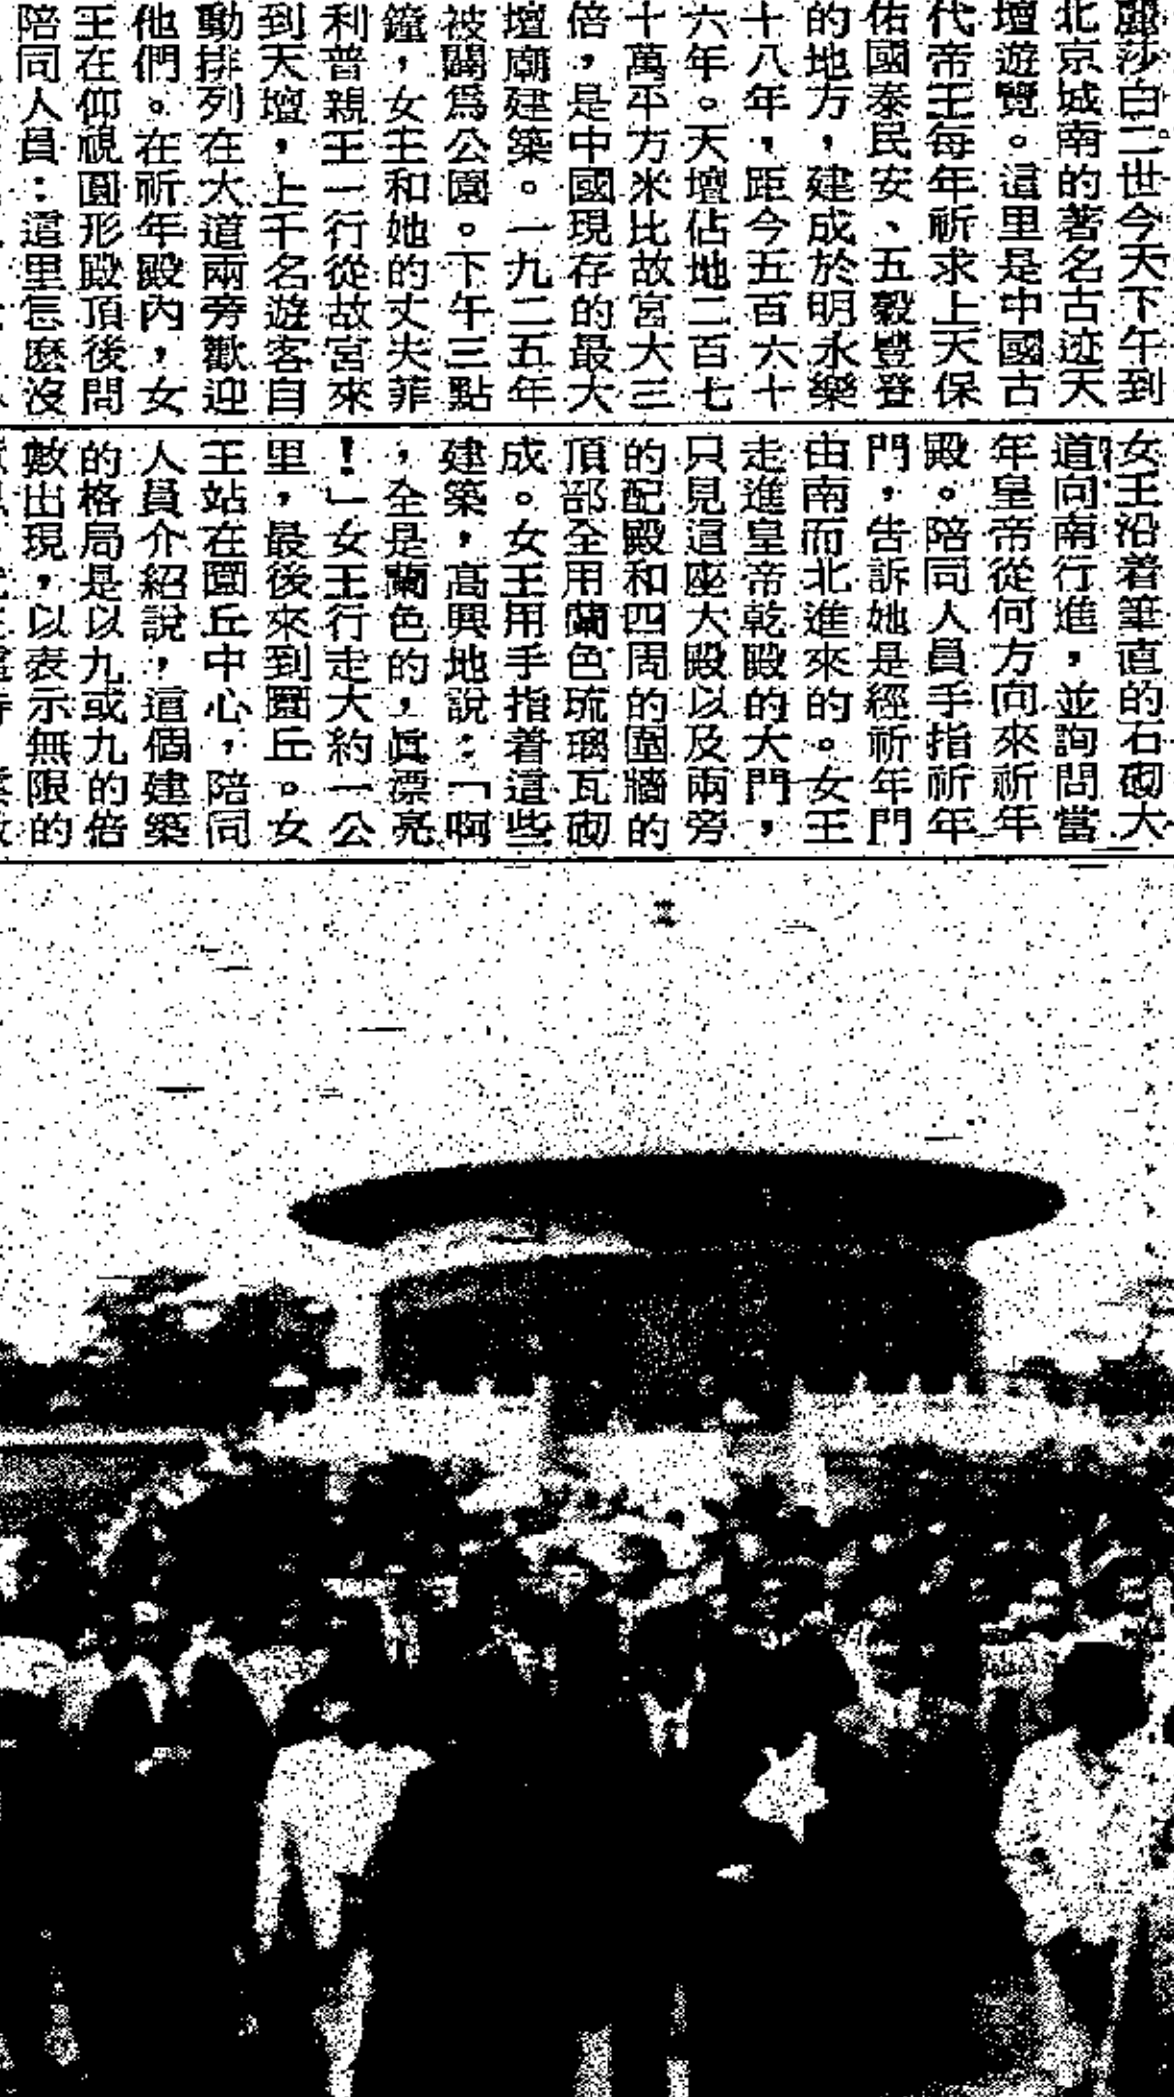 麗莎白二世今天下午到
北京城南的著名古迹天
壇遊覽。這里是中國古
代帝王每年祈求上天保
佑國泰民安、五穀豐登
的地方，建成於明永樂
十八年，距今五百六十
六年。天壇佔地二百七
十萬平方米比故宮大三
倍，是中國現存的最大
壇廟建築。一九二五年
被闢爲公園。下午三點
鐘，女主和她的丈夫菲
利普親王一行從故宮來
到天壇，上千名遊客自
動排列在大道兩旁歡迎
他們。在祈年殿內，女
王在仰視圓形殿頂後問
陪同人員：這里怎麼沒
女王沿着筆直的石砌大
道向南行進，並詢問當
年皇帝從何方向來祈年
殿。陪同人員手指祈年
門，告訴她是經祈年門
由南而北進來的。女王
走進皇帝乾殿的大門，
只見這座大殿以及兩旁
的配殿和四周的圍牆的
頂部全用蘭色琉璃瓦砌
成。女王用手指着這些
建築，高興地說：「啊
，全是蘭色的，眞漂亮
！」女王行走大約一公
里，最後來到圜丘。女
王站在圜丘中心，陪同
人員介紹說，這個建築
的格局是以九或九的倍
數出現，以表示無限的